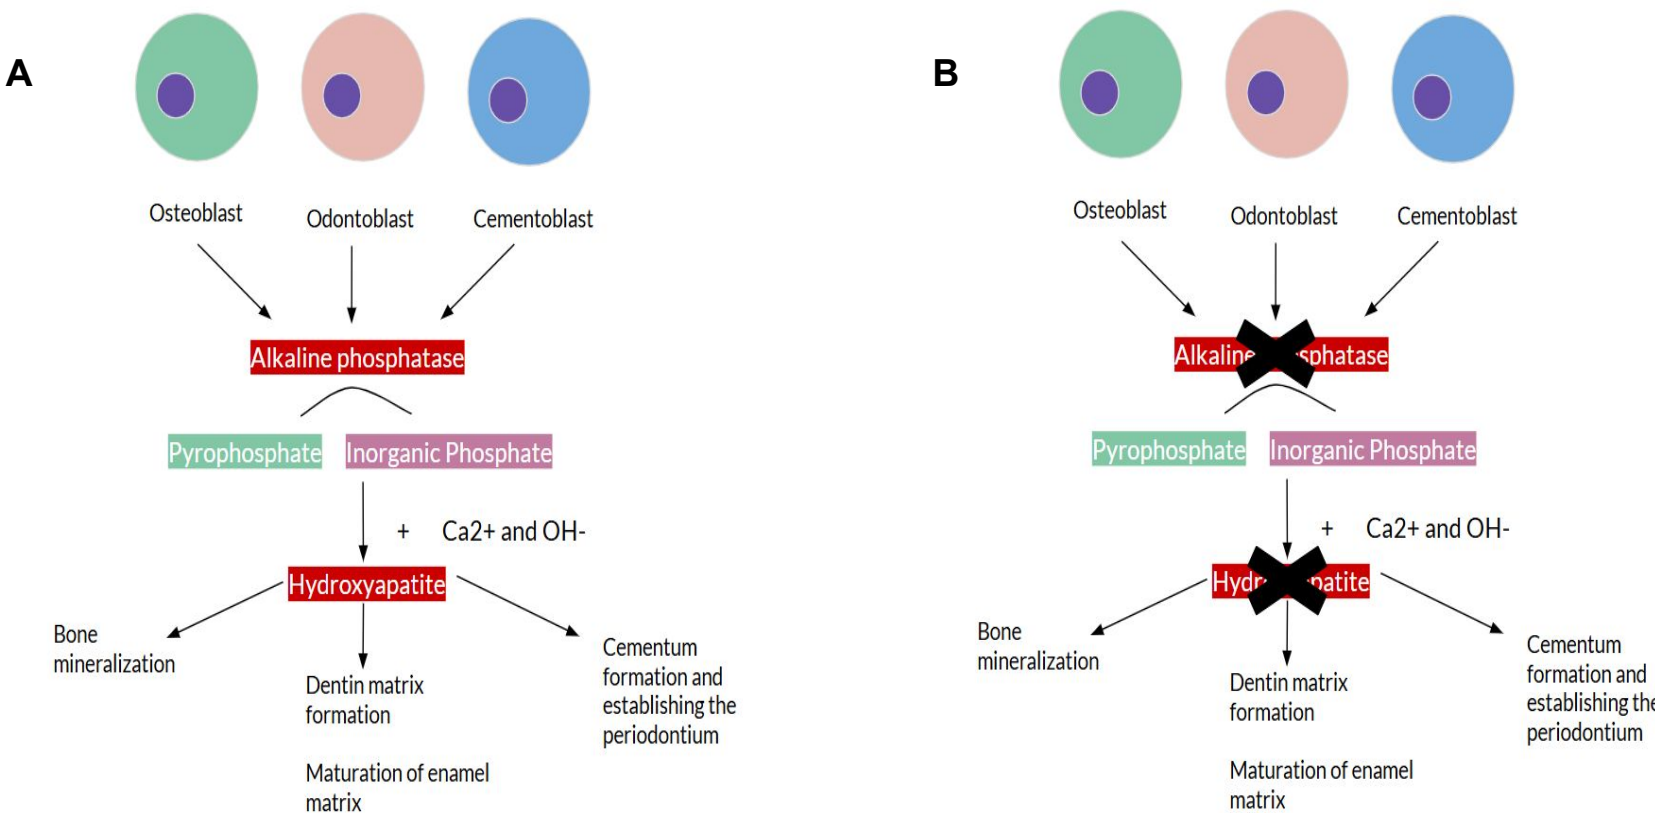 A
Osteoblast
Odontoblast
Cementoblast
Alkaline phosphatase
Pyrophosphate
Inorganic Phosphate
+ Ca2+ and OH-
Hydroxyapatite
Bone
mineralization
Dentin matrix
formation
Maturation of enamel
matrix
Cementum
formation and
establishing the
periodontium
B
Osteoblast
Odontoblast
Cementoblast
Alkaline sphatase
Pyrophosphate
Inorganic Phosphate
+ Ca2+ and OH-
Hydr patite
Bone
mineralization
Dentin matrix
formation
Maturation of enamel
matrix
Cementum
formation and
establishing the
periodontium